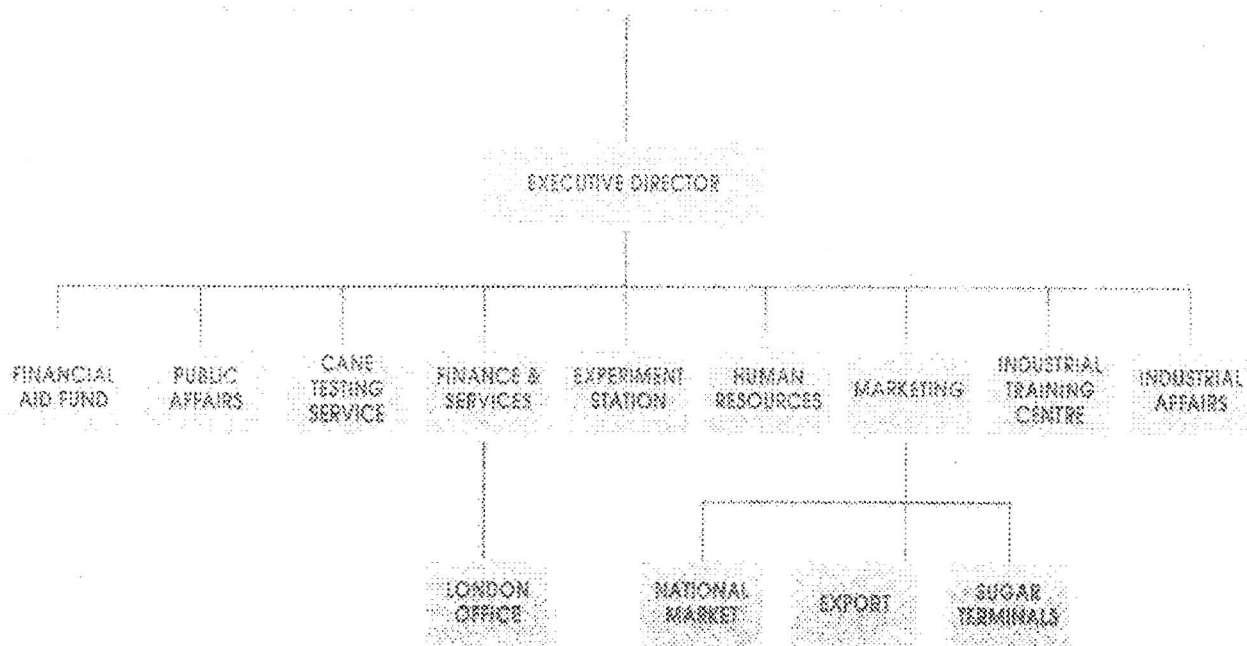 EXECUTIVE DIRECTOR
FINANCIAL
AID FUND
PUBLIC
AFFAIRS
CANE
TESTING
SERVICE
FINANCE &
SERVICES
EXPERIMENT
STATION
HUMAN
RESOURCES
MARKETING
INDUSTRIAL
TRAINING
CENTRE
INDUSTRIAL
AFFAIRS
LONDON
OFFICE
NATIONAL
MARKET
EXPORT
SUGAR
TERMINALS